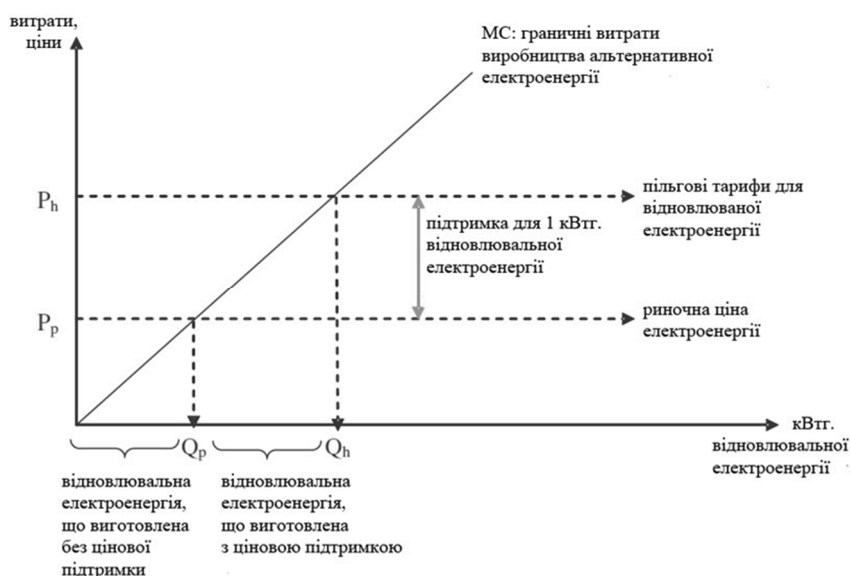 витрати,
ціни
МС: граничні витрати
виробництва альтернативної
електроенергії
Ph
пільгові тарифи для
відновлюваної
електроенергії
підтримка для 1 кВтг.
відновлювальної
електроенергії
Pp
риночна ціна
електроенергії
кВтг.
відновлювальної
електроенергії
Qp
Qh
відновлювальна
електроенергія,
що виготовлена
без цінової
підтримки
відновлювальна
електроенергія,
що виготовлена
з ціновою підтримкою